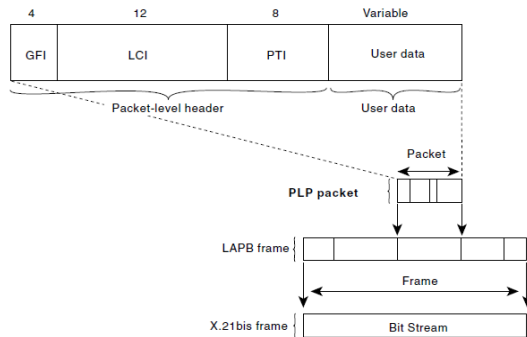 4 12 8 Variable
GFI LCI PTI User data
Packet-level header User data
Packet
PLP packet
LAPB frame
Frame
X.21bis frame Bit Stream